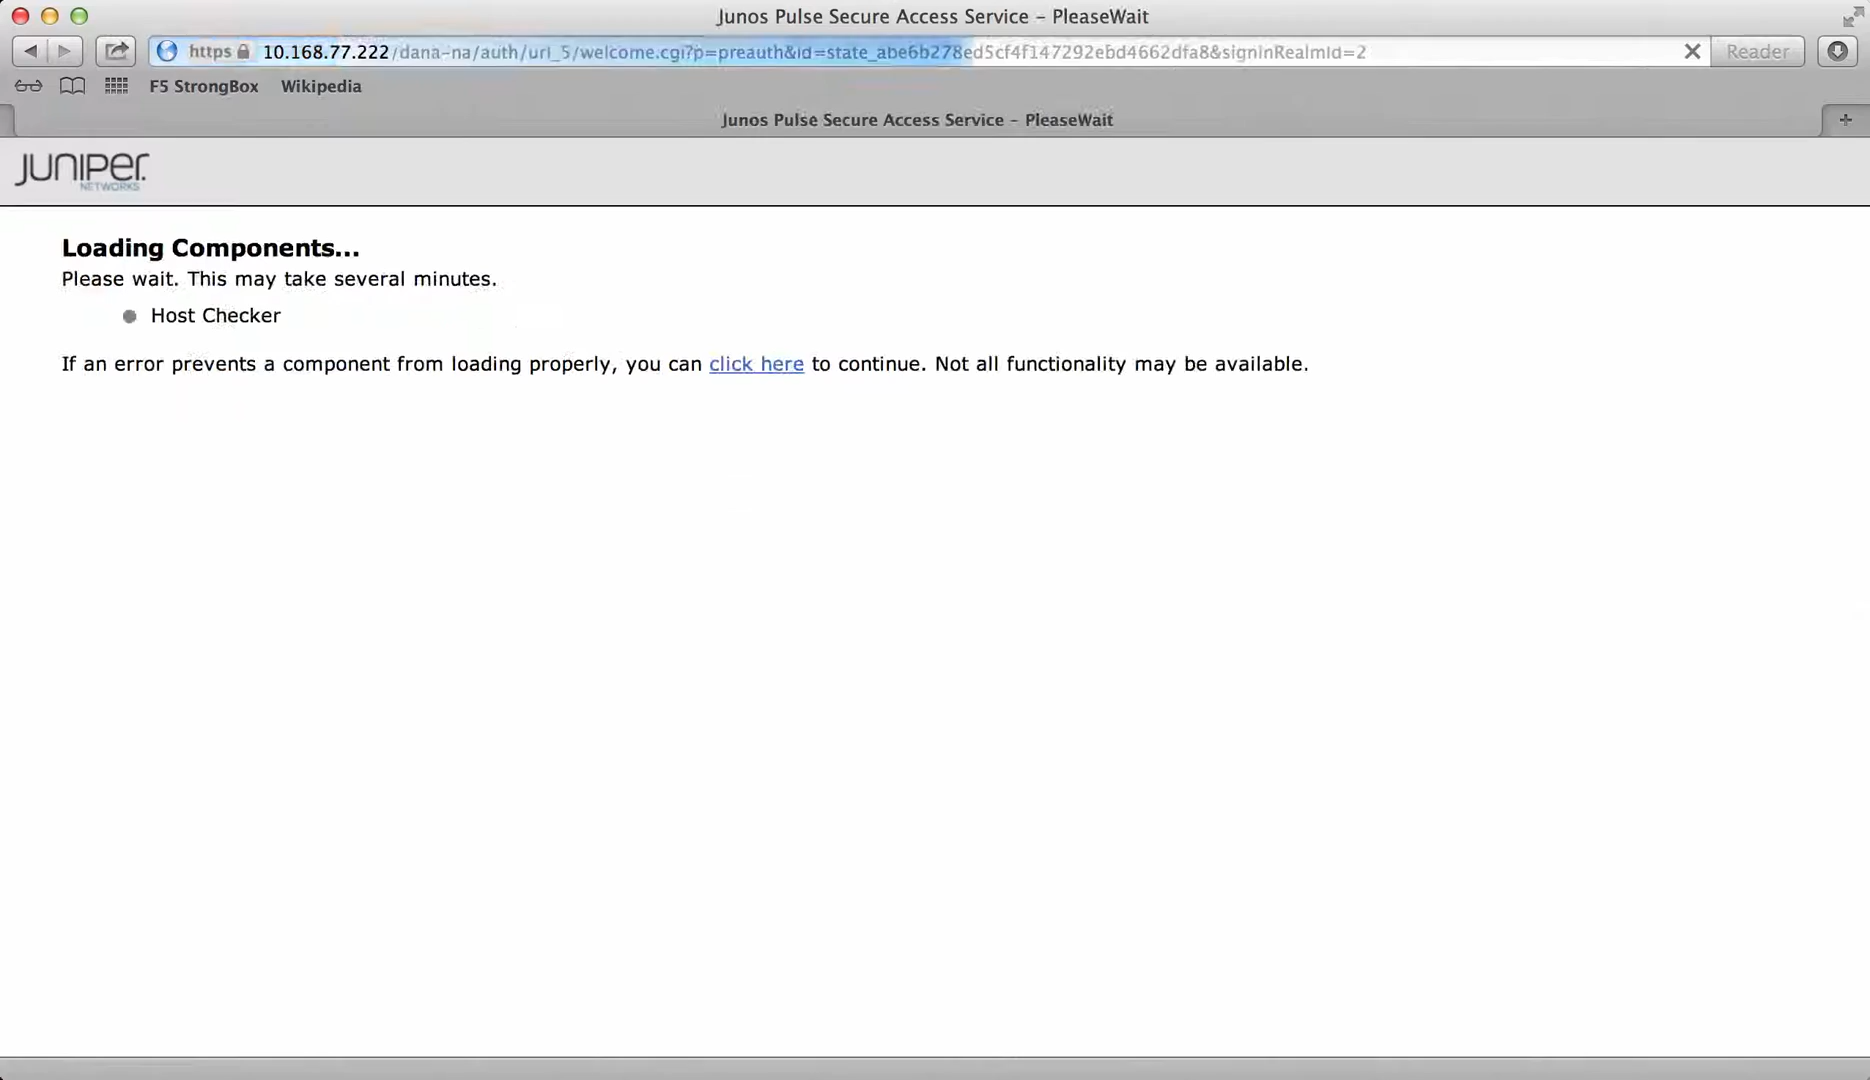 Junos Pulse Secure Access Service – PleaseWait
https 10.168.77.222/dana-na/auth/url_5/welcome.cgi?p=preauth&id=state_abe6b278ed5cf4f147292ebd4662dfa8&signinRealmId=2 Reader
F5 StrongBox Wikipedia
Junos Pulse Secure Access Service – PleaseWait
JUNIPer
NETWORKS
Loading Components...
Please wait. This may take several minutes.
Host Checker
If an error prevents a component from loading properly, you can click here to continue. Not all functionality may be available.